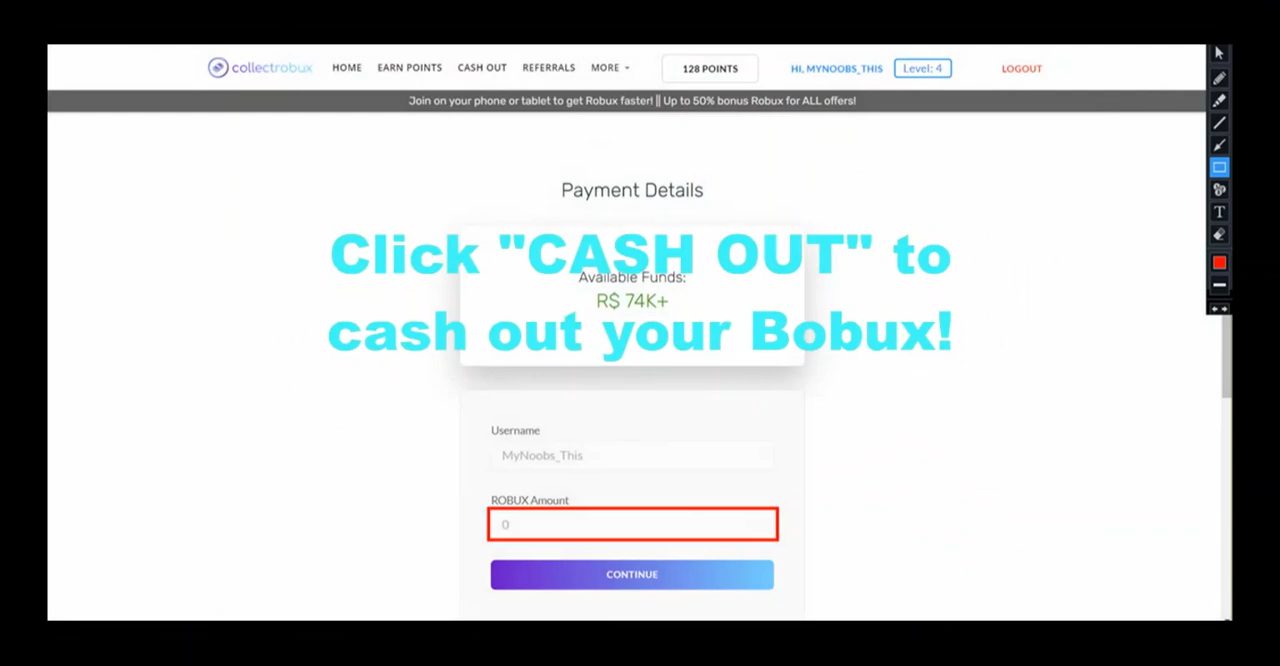 collectrobux HOME EARN POINTS CASH OUT REFERRALS MORE 128 POINTS HI, MYNOOBS_THIS Level: 4 LOGOUT
Join on your phone or tablet to get Robux faster! || Up to 50% bonus Robux for ALL offers!
Payment Details
Click "CASH OUT" to
Available Funds:
R$ 74K+
cash out your Bobux!
Username
MyNoobs_This
ROBUX Amount
0
CONTINUE
T